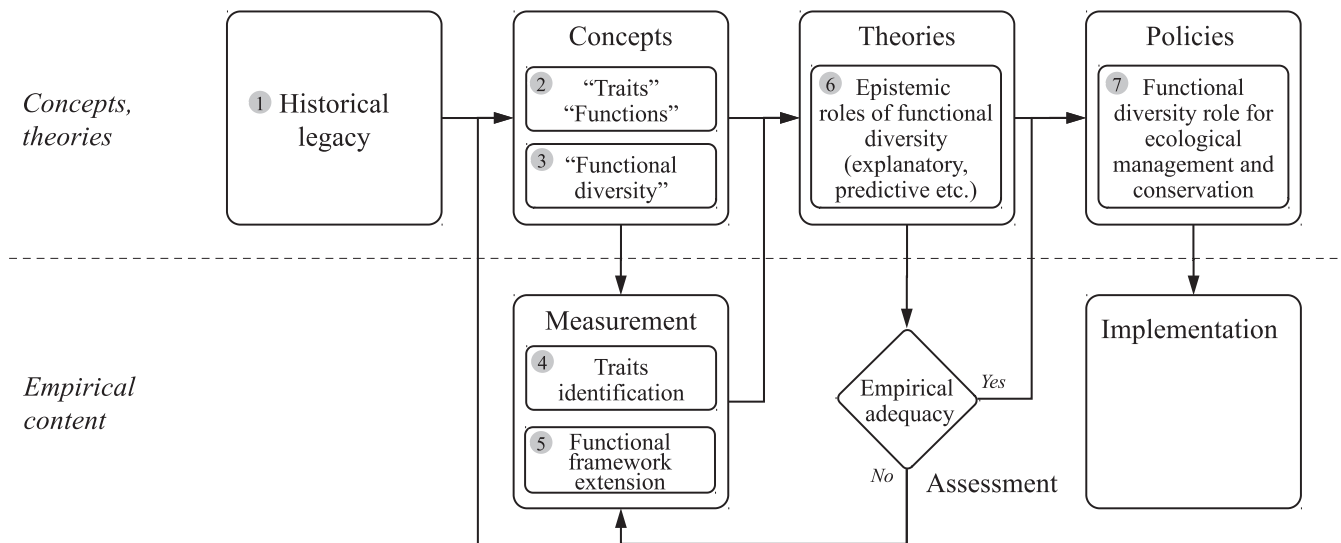 Concepts,
theories
1 Historical
legacy
Concepts
2 “Traits”
“Functions”
3 “Functional
diversity”
Theories
6 Epistemic
roles of functional
diversity
(explanatory,
predictive etc.)
Policies
7 Functional
diversity role for
ecological
management and
conservation
Empirical
content
Measurement
4 Traits
identification
5 Functional
framework
extension
Empirical
adequacy
Yes
No
Assessment
Implementation